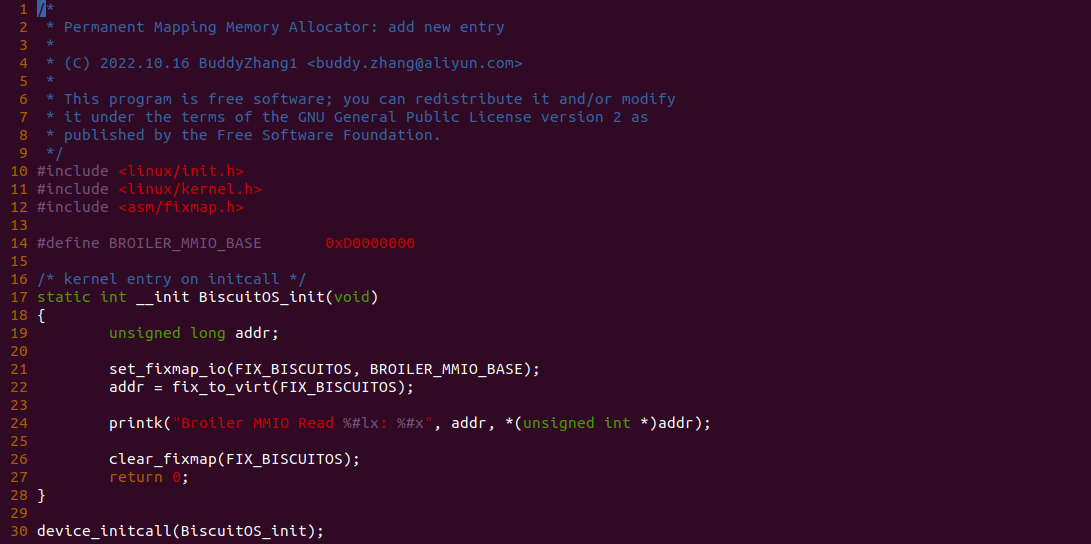 1 /*
2  * Permanent Mapping Memory Allocator: add new entry
3  *
4  * (C) 2022.10.16 BuddyZhang1 <buddy.zhang@aliyun.com>
5  *
6  * This program is free software; you can redistribute it and/or modify
7  * it under the terms of the GNU General Public License version 2 as
8  * published by the Free Software Foundation.
9  */
10 #include <linux/init.h>
11 #include <linux/kernel.h>
12 #include <asm/fixmap.h>
13
14 #define BROILER_MMIO_BASE       0xD0000000
15
16 /* kernel entry on initcall */
17 static int __init BiscuitOS_init(void)
18 {
19         unsigned long addr;
20
21         set_fixmap_io(FIX_BISCUITOS, BROILER_MMIO_BASE);
22         addr = fix_to_virt(FIX_BISCUITOS);
23
24         printk("Broiler MMIO Read %#lx: %#x", addr, *(unsigned int *)addr);
25
26         clear_fixmap(FIX_BISCUITOS);
27         return 0;
28 }
29
30 device_initcall(BiscuitOS_init);